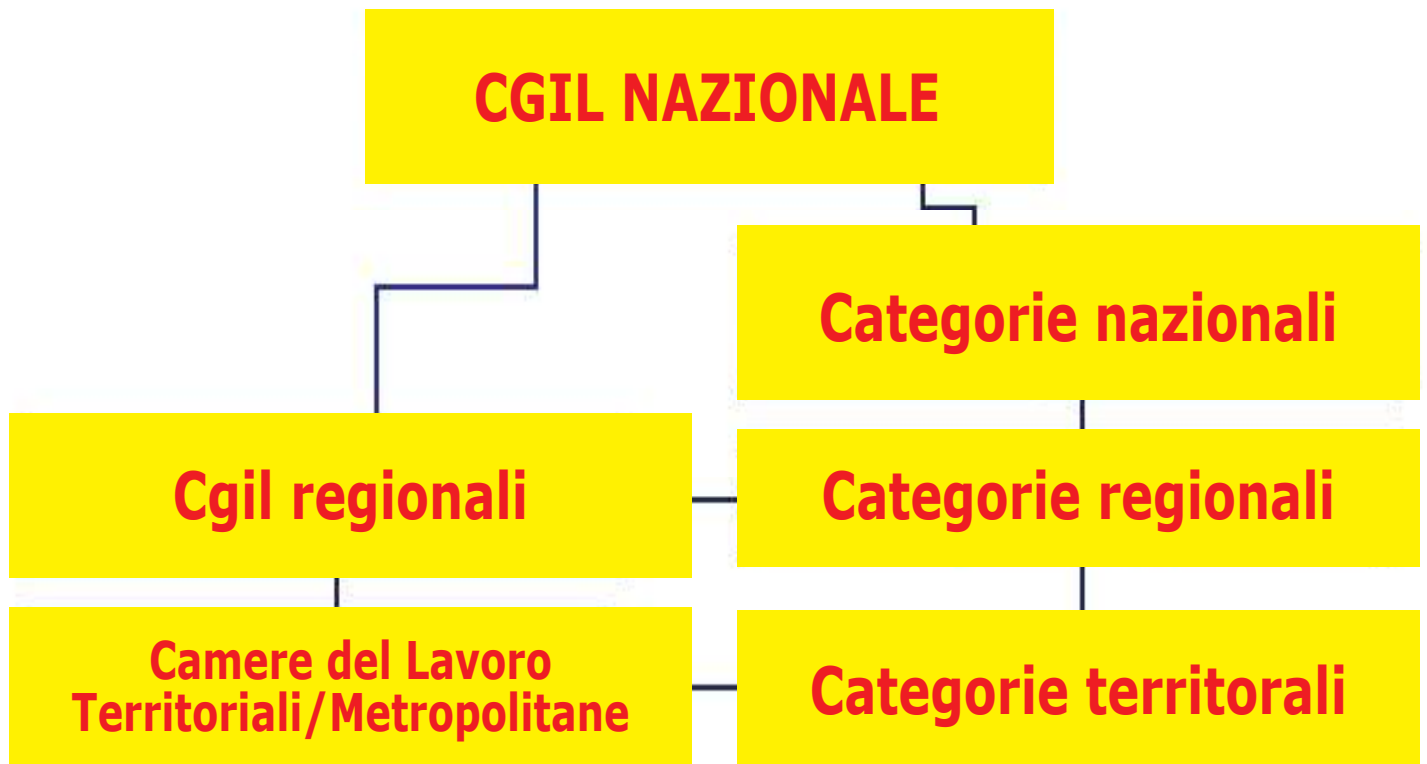 CGIL NAZIONALE
Categorie nazionali
Cgil regionali
Categorie regionali
Camere del Lavoro
Territoriali/Metropolitane
Categorie territorali